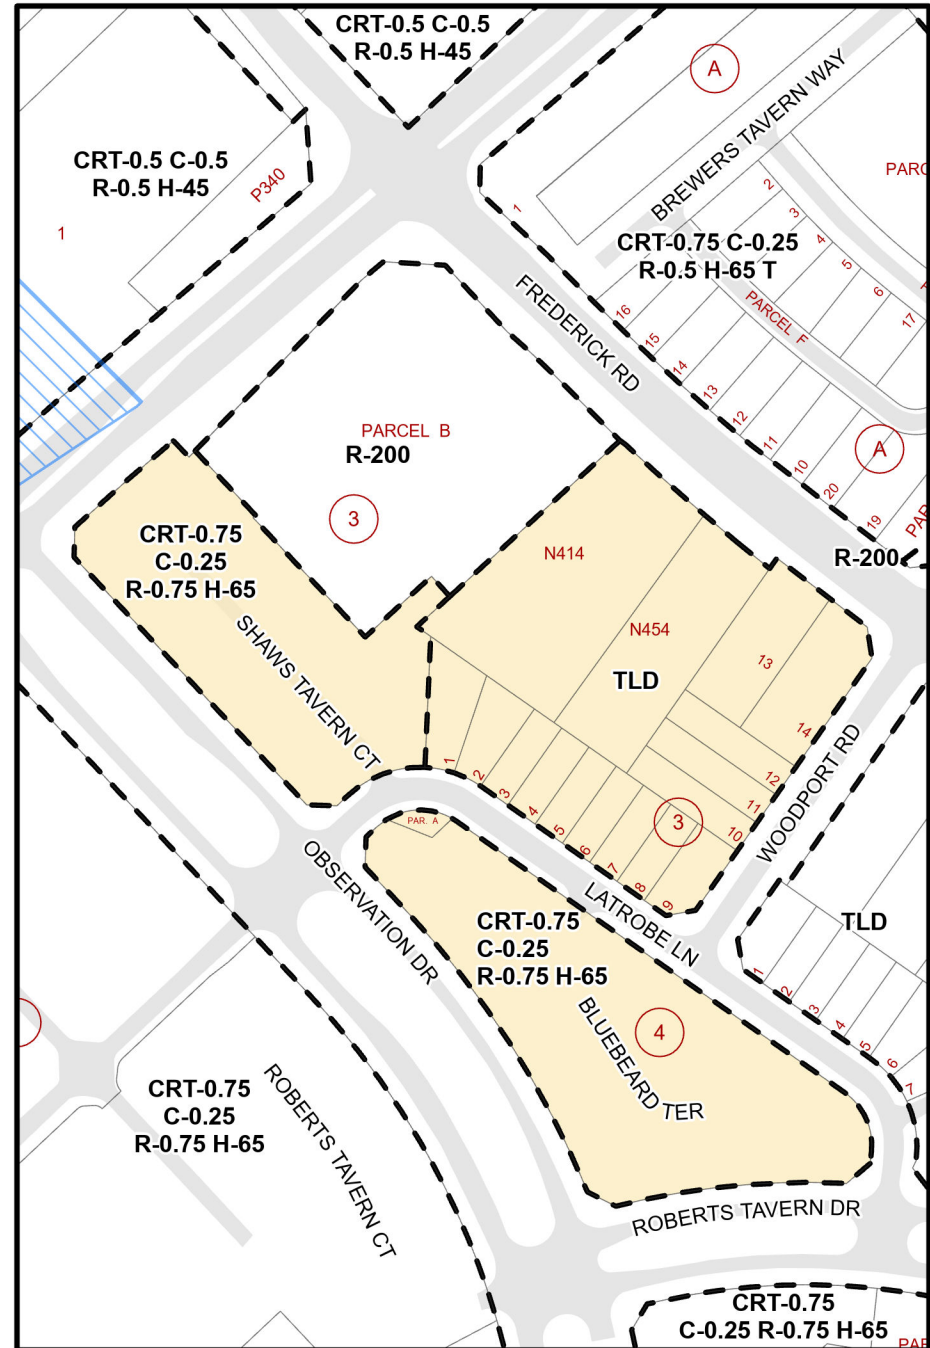 CRT-0.5 C-0.5
R-0.5 H-45
A
BREWERS TAVERN WAY
CRT-0.5 C-0.5
R-0.5 H-45
P340
1
1
2
3
4
5
6
17
CRT-0.75 C-0.25
R-0.5 H-65 T
PARCEL F
FREDERICK RD
16
15
14
13
12
11
10
20
19
A
PARCEL B
R-200
3
R-200
CRT-0.75
C-0.25
R-0.75 H-65
SHAWS TAVERN CT
N414
N454
TLD
13
14
12
11
10
3
1
2
3
4
5
6
7
8
9
WOODPORT RD
PAR. A
LATROBE LN
OBSERVATION DR
CRT-0.75
C-0.25
R-0.75 H-65
BLUEBEARD TER
4
TLD
1
2
3
4
5
6
7
CRT-0.75
C-0.25
R-0.75 H-65
ROBERTS TAVERN CT
ROBERTS TAVERN DR
CRT-0.75
C-0.25 R-0.75 H-65